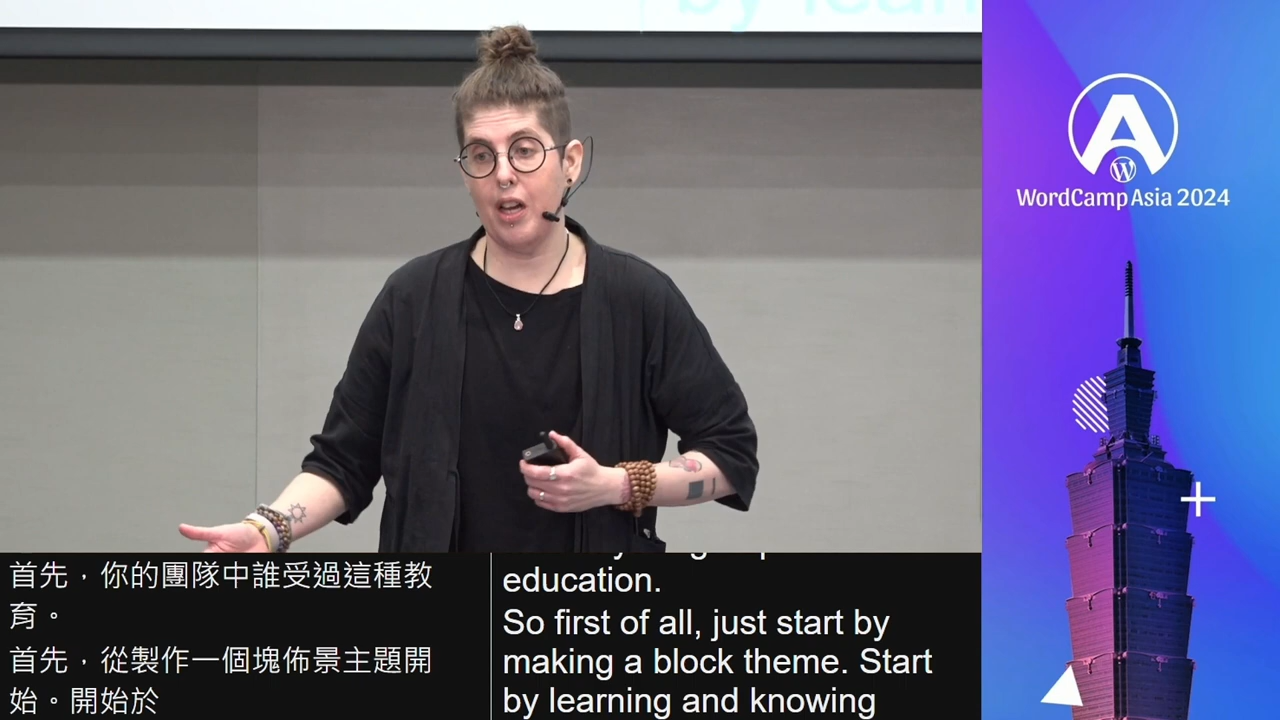 by learn
WordCamp Asia 2024
首先，你的團隊中誰受過這種教
育。
首先，從製作一個塊佈景主題開
始。開始於
education.
So first of all, just start by
making a block theme. Start
by learning and knowing